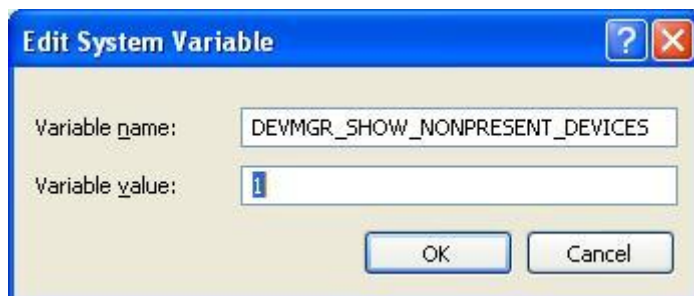 Edit System Variable
Variable name: DEVMGR_SHOW_NONPRESENT_DEVICES
Variable value: 1
OK Cancel